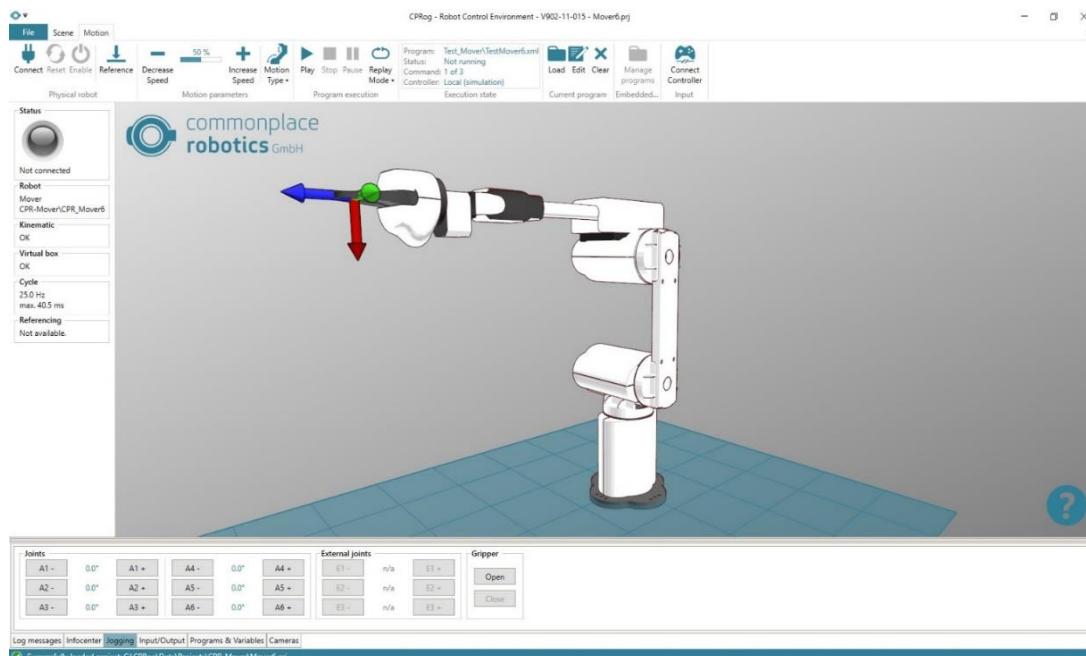 CPRog - Robot Control Environment - V902-11-015 - Mover6.prj
File Scene Motion
Connect Reset Enable Reference
Decrease Speed 50 % Increase Speed Motion Type
Play Stop Pause Replay Mode
Program: Test_Mover\TestMover6.xml
Status: Not running
Command: 1 of 3
Controller: Local (simulation)
Load Edit Clear
Manage programs
Connect Controller
Physical robot Motion parameters Program execution Execution state Current program Embedded... Input
Status
Not connected
Robot
Mover
CPR-Mover\CPR_Mover6
Kinematic
OK
Virtual box
OK
Cycle
25.0 Hz
max. 40.5 ms
Referencing
Not available.
commonplace
robotics GmbH
?
Joints External joints Gripper
A1 - 0.0° A1 + A4 - 0.0° A4 + E1 - n/a E1 + Open
A2 - 0.0° A2 + A5 - 0.0° A5 + E2 - n/a E2 + Close
A3 - 0.0° A3 + A6 - 0.0° A6 + E3 - n/a E3 +
Log messages Infocenter Jogging Input/Output Programs & Variables Cameras